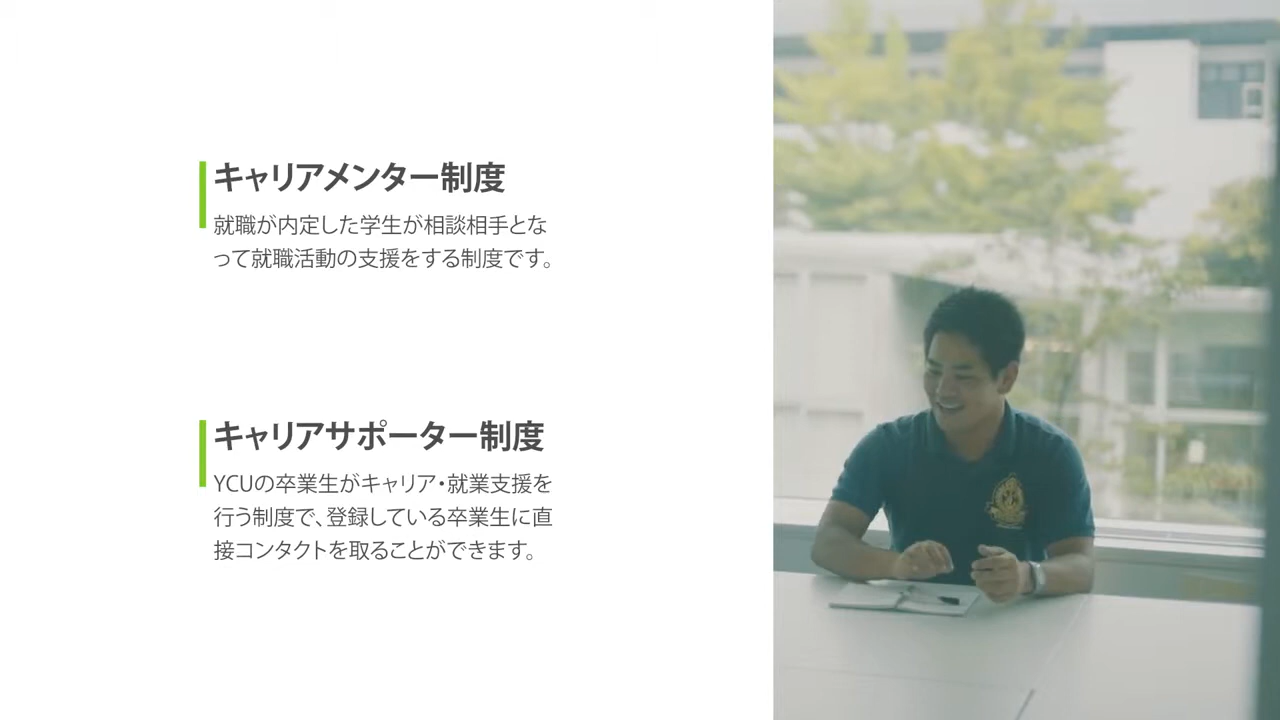 キャリアメンター制度
就職が内定した学生が相談相手とな
って就職活動の支援をする制度です。
キャリアサポーター制度
YCUの卒業生がキャリア・就業支援を
行う制度で、登録している卒業生に直
接コンタクトを取ることができます。